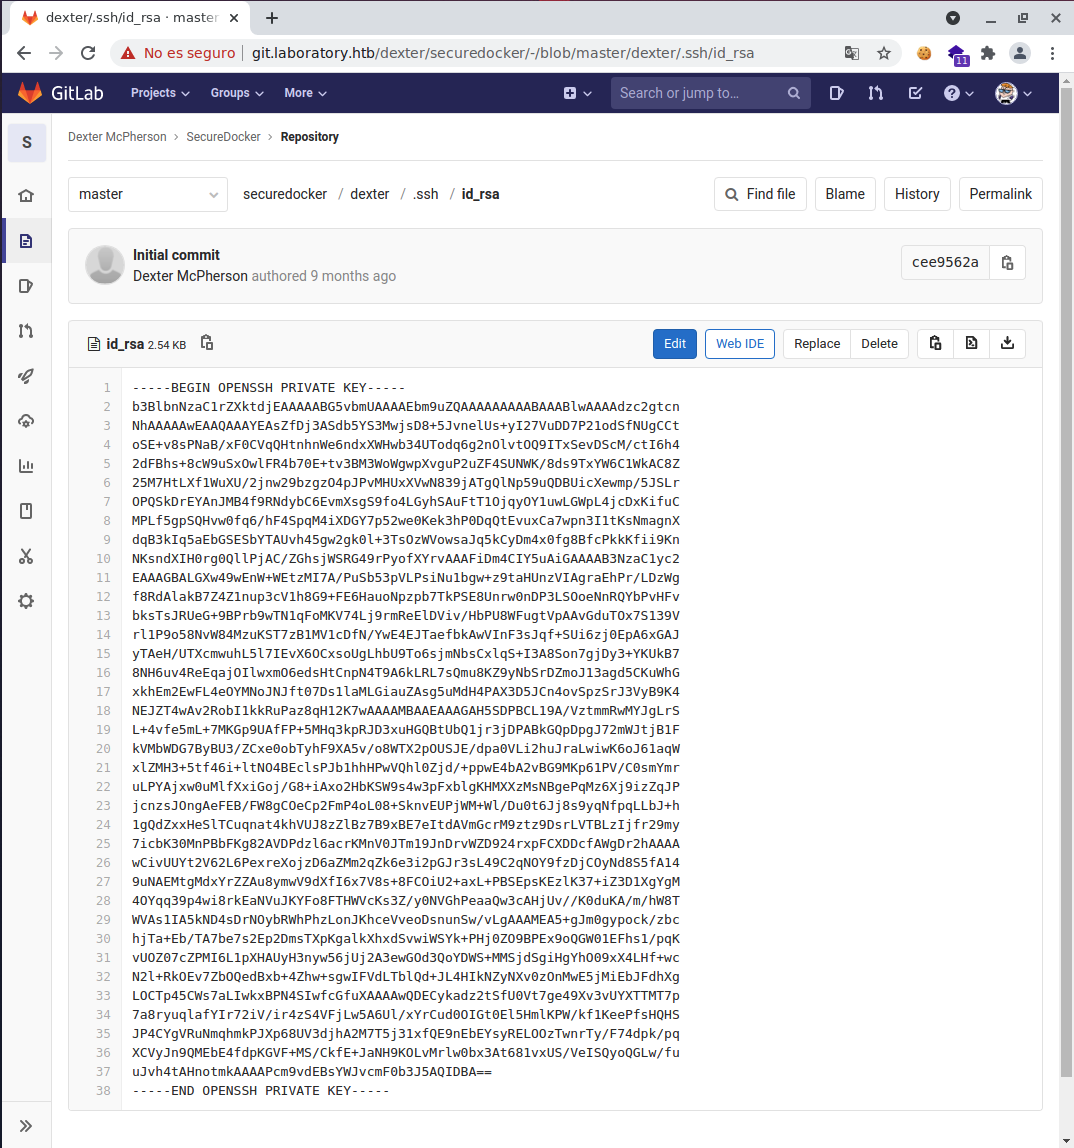 dexter/.ssh/id_rsa · master
No es seguro
git.laboratory.htb/dexter/securedocker/-/blob/master/dexter/.ssh/id_rsa
11
GitLab
Projects
Groups
More
Search or jump to…
S
Dexter McPherson › SecureDocker › Repository
master
securedocker / dexter / .ssh / id_rsa
Find file
Blame
History
Permalink
Initial commit
Dexter McPherson authored 9 months ago
cee9562a
id_rsa 2.54 KB
Edit
Web IDE
Replace
Delete
1 -----BEGIN OPENSSH PRIVATE KEY-----
2 b3BlbnNzaC1rZXktdjEAAAAABG5vbmUAAAAEbm9uZQAAAAAAAAABAAABlwAAAAdzc2gtcn
3 NhAAAAAwEAAQAAAYEAsZfDj3ASdb5YS3MwjsD8+5JvnelUs+yI27VuDD7P21odSfNUgCCt
4 oSE+v8sPNaB/xF0CVqQHtnhnWe6ndxXWHwb34UTodq6g2nOlvtOQ9ITxSevDScM/ctI6h4
5 2dFBhs+8cW9uSxOwlFR4b70E+tv3BM3WoWgwpXvguP2uZF4SUNWK/8ds9TxYW6C1WkAC8Z
6 25M7HtLXf1WuXU/2jnw29bzgzO4pJPvMHUxXVwN839jATgQlNp59uQDBUicXewmp/5JSLr
7 OPQSkDrEYAnJMB4f9RNdybC6EvmXsgS9fo4LGyhSAuFtT1OjqyOY1uwLGWpL4jcDxKifuC
8 MPLf5gpSQHvw0fq6/hF4SpqM4iXDGY7p52we0Kek3hP0DqQtEvuxCa7wpn3I1tKsNmagnX
9 dqB3kIq5aEbGSESbYTAUvh45gw2gk0l+3TsOzWVowsaJq5kCyDm4x0fg8BfcPkkKfii9Kn
10 NKsndXIH0rg0QllPjAC/ZGhsjWSRG49rPyofXYrvAAAFiDm4CIY5uAiGAAAAB3NzaC1yc2
11 EAAAGBALGXw49wEnW+WEtzMI7A/PuSb53pVLPsiNu1bgw+z9taHUnzVIAgraEhPr/LDzWg
12 f8RdAlakB7Z4Z1nup3cV1h8G9+FE6HauoNpzpb7TkPSE8Unrw0nDP3LSOoeNnRQYbPvHFv
13 bksTsJRUeG+9BPrb9wTN1qFoMKV74Lj9rmReElDViv/HbPU8WFugtVpAAvGduTOx7S139V
14 rl1P9o58NvW84MzuKST7zB1MV1cDfN/YwE4EJTaefbkAwVInF3sJqf+SUi6zj0EpA6xGAJ
15 yTAeH/UTXcmwuhL5l7IEvX6OCxsoUgLhbU9To6sjmNbsCxlqS+I3A8Son7gjDy3+YKUkB7
16 8NH6uv4ReEqajOIlwxmO6edsHtCnpN4T9A6kLRL7sQmu8KZ9yNbSrDZmoJ13agd5CKuWhG
17 xkhEm2EwFL4eOYMNoJNJft07Ds1laMLGiauZAsg5uMdH4PAX3D5JCn4ovSpzSrJ3VyB9K4
18 NEJZT4wAv2RobI1kkRuPaz8qH12K7wAAAAMBAAEAAAGAH5SDPBCL19A/VztmmRwMYJgLrS
19 L+4vfe5mL+7MKGp9UAfFP+5MHq3kpRJD3xuHGQBtUbQ1jr3jDPABkGQpDpgJ72mWJtjB1F
20 kVMbWDG7ByBU3/ZCxe0obTyhF9XA5v/o8WTX2pOUSJE/dpa0VLi2huJraLwiwK6oJ61aqW
21 xlZMH3+5tf46i+ltNO4BEclsPJb1hhHPwVQhl0Zjd/+ppwE4bA2vBG9MKp61PV/C0smYmr
22 uLPYAjxw0uMlfXxiGoj/G8+iAxo2HbKSW9s4w3pFxblgKHMXXzMsNBgePqMz6Xj9izZqJP
23 jcnzsJOngAeFEB/FW8gCOeCp2FmP4oL08+SknvEUPjWM+Wl/Du0t6Jj8s9yqNfpqLLbJ+h
24 1gQdZxxHeSlTCuqnat4khVUJ8zZlBz7B9xBE7eItdAVmGcrM9ztz9DsrLVTBLzIjfr29my
25 7icbK30MnPBbFKg82AVDPdzl6acrKMnV0JTm19JnDrvWZD924rxpFCXDDcfAWgDr2hAAAA
26 wCivUUYt2V62L6PexreXojzD6aZMm2qZk6e3i2pGJr3sL49C2qNOY9fzDjCOyNd8S5fA14
27 9uNAEMtgMdxYrZZAu8ymwV9dXfI6x7V8s+8FCOiU2+axL+PBSEpsKEzlK37+iZ3D1XgYgM
28 4OYqq39p4wi8rkEaNVuJKYFo8FTHWVcKs3Z/y0NVGhPeaaQw3cAHjUv//K0duKA/m/hW8T
29 WVAs1IA5kND4sDrNOybRWhPhzLonJKhceVveoDsnunSw/vLgAAAMEA5+gJm0gypock/zbc
30 hjTa+Eb/TA7be7s2Ep2DmsTXpKgalkXhxdSvwiWSYk+PHj0ZO9BPEx9oQGW01EFhs1/pqK
31 vUOZ07cZPMI6L1pXHAUyH3nyw56jUj2A3ewGOd3QoYDWS+MMSjdSgiHgYhO09xX4LHf+wc
32 N2l+RkOEv7ZbOQedBxb+4Zhw+sgwIFVdLTblQd+JL4HIkNZyNXv0zOnMwE5jMiEbJFdhXg
33 LOCTp45CWs7aLIwkxBPN4SIwfcGfuXAAAAwQDECykadz2tSfU0Vt7ge49Xv3vUYXTTMT7p
34 7a8ryuqlafYIr72iV/ir4zS4VFjLw5A6Ul/xYrCud0OIGt0El5HmlKPW/kf1KeePfsHQHS
35 JP4CYgVRuNmqhmkPJXp68UV3djhA2M7T5j31xfQE9nEbEYsyRELOOzTwnrTy/F74dpk/pq
36 XCVyJn9QMEbE4fdpKGVF+MS/CkfE+JaNH9KOLvMrlw0bx3At681vxUS/VeISQyoQGLw/fu
37 uJvh4tAHnotmkAAAAPcm9vdEBsYWJvcmF0b3J5AQIDBA==
38 -----END OPENSSH PRIVATE KEY-----